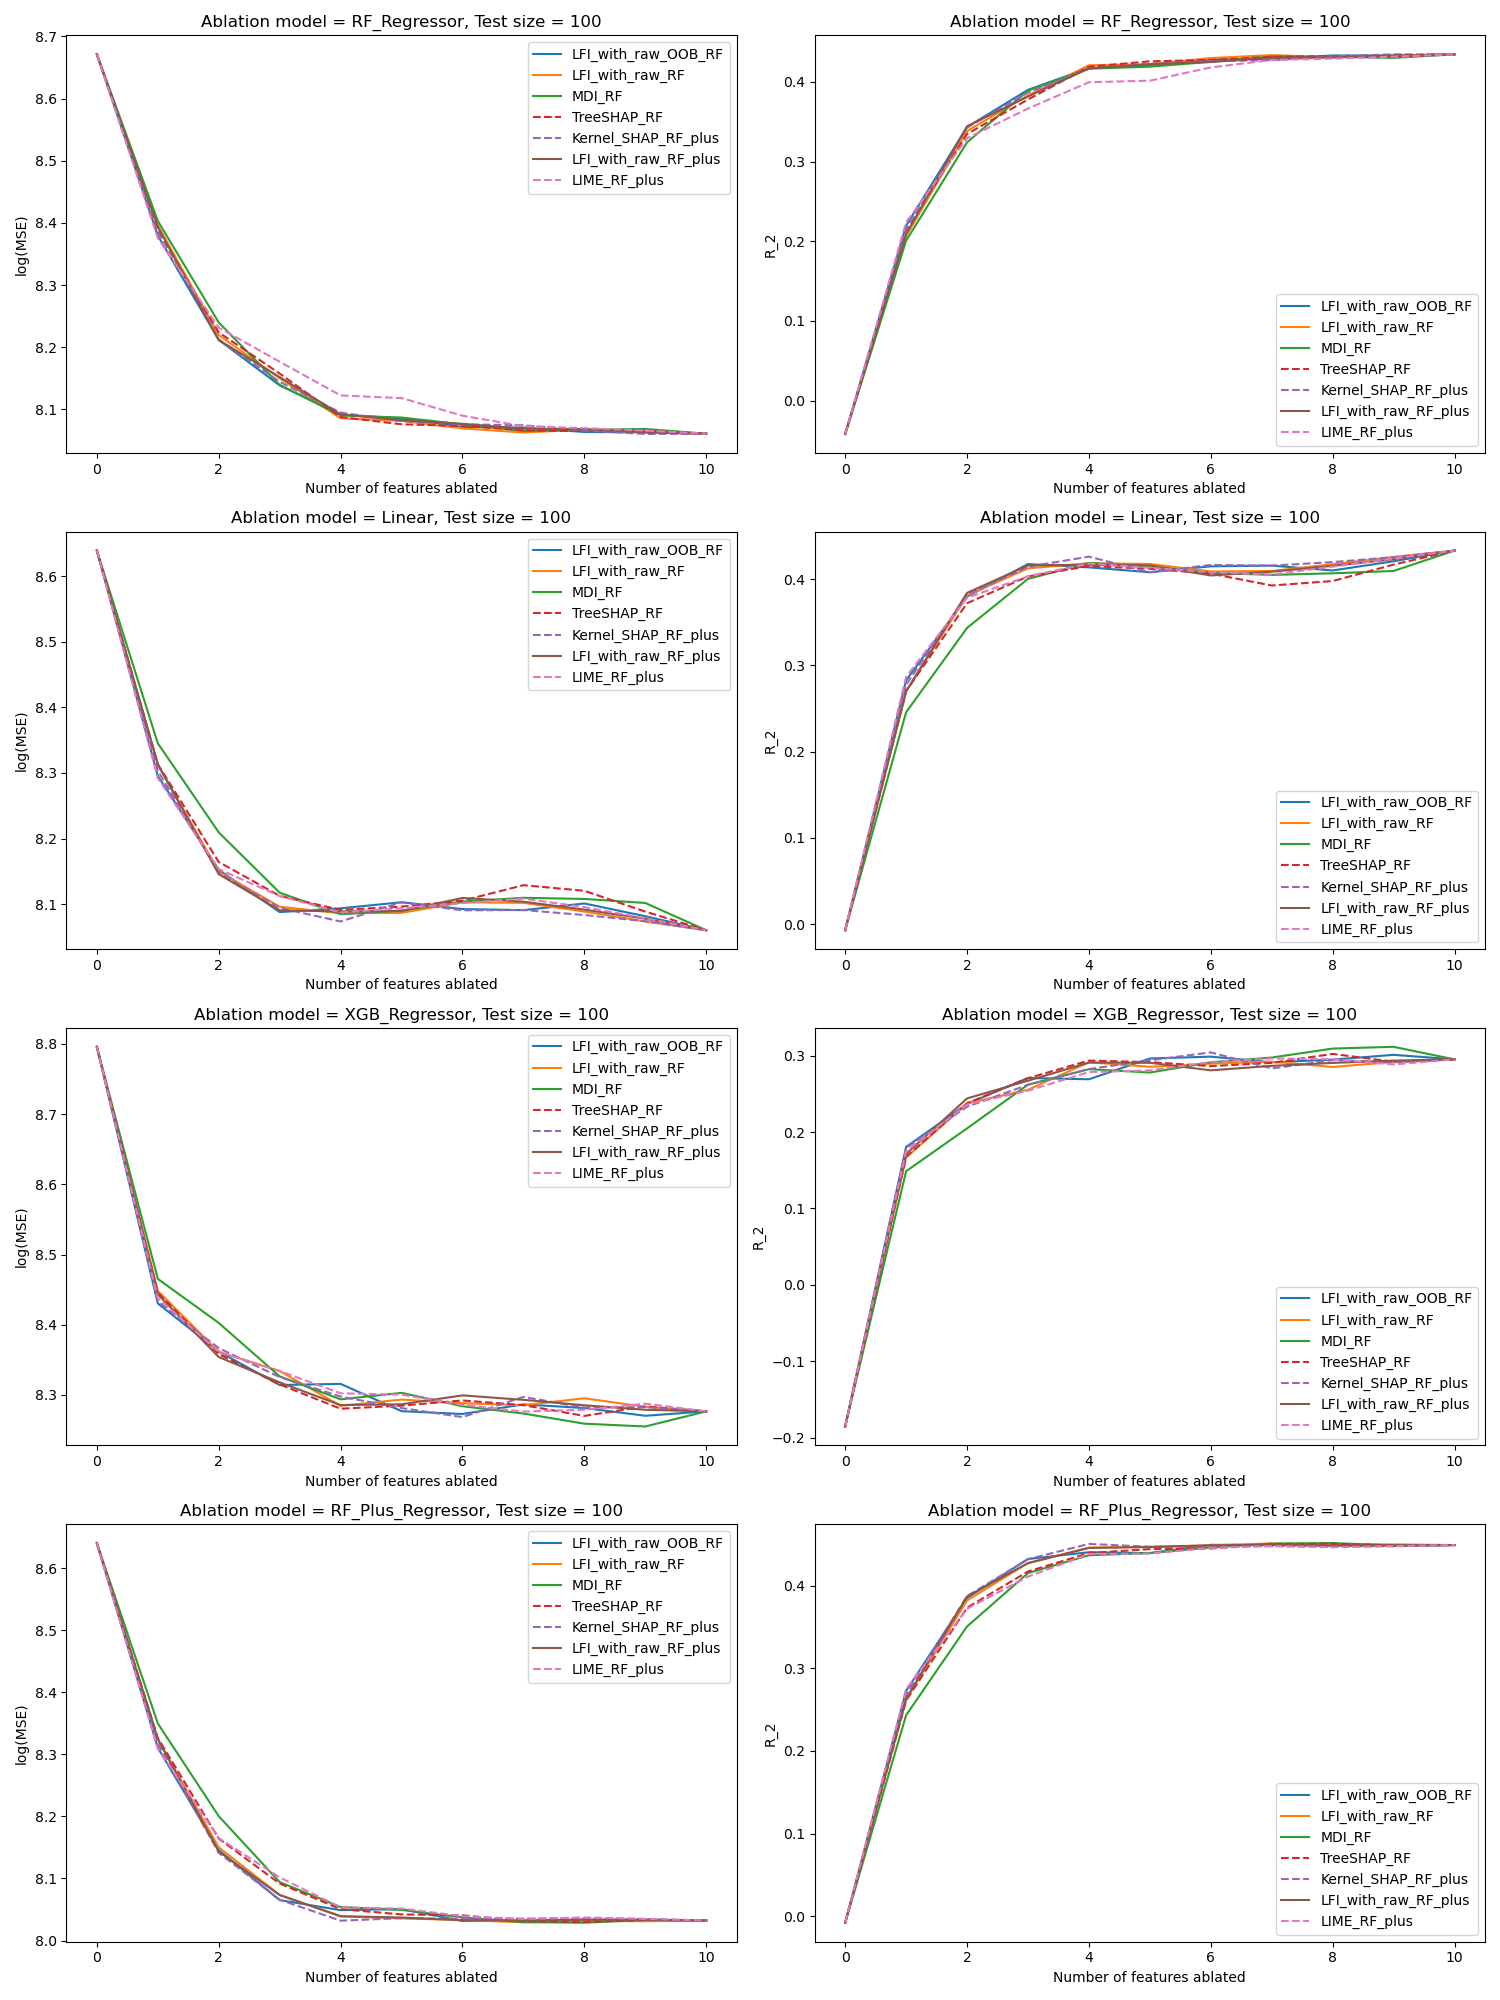 Ablation model = RF_Regressor, Test size = 100
8.7
8.6
8.5
8.4
8.3
8.2
8.1
log(MSE)
0 2 4 6 8 10
Number of features ablated
LFI_with_raw_OOB_RF
LFI_with_raw_RF
MDI_RF
TreeSHAP_RF
Kernel_SHAP_RF_plus
LFI_with_raw_RF_plus
LIME_RF_plus
Ablation model = RF_Regressor, Test size = 100
0.4
0.3
0.2
0.1
0.0
R_2
0 2 4 6 8 10
Number of features ablated
LFI_with_raw_OOB_RF
LFI_with_raw_RF
MDI_RF
TreeSHAP_RF
Kernel_SHAP_RF_plus
LFI_with_raw_RF_plus
LIME_RF_plus
Ablation model = Linear, Test size = 100
8.6
8.5
8.4
8.3
8.2
8.1
log(MSE)
0 2 4 6 8 10
Number of features ablated
LFI_with_raw_OOB_RF
LFI_with_raw_RF
MDI_RF
TreeSHAP_RF
Kernel_SHAP_RF_plus
LFI_with_raw_RF_plus
LIME_RF_plus
Ablation model = Linear, Test size = 100
0.4
0.3
0.2
0.1
0.0
R_2
0 2 4 6 8 10
Number of features ablated
LFI_with_raw_OOB_RF
LFI_with_raw_RF
MDI_RF
TreeSHAP_RF
Kernel_SHAP_RF_plus
LFI_with_raw_RF_plus
LIME_RF_plus
Ablation model = XGB_Regressor, Test size = 100
8.8
8.7
8.6
8.5
8.4
8.3
log(MSE)
0 2 4 6 8 10
Number of features ablated
LFI_with_raw_OOB_RF
LFI_with_raw_RF
MDI_RF
TreeSHAP_RF
Kernel_SHAP_RF_plus
LFI_with_raw_RF_plus
LIME_RF_plus
Ablation model = XGB_Regressor, Test size = 100
0.3
0.2
0.1
0.0
−0.1
−0.2
R_2
0 2 4 6 8 10
Number of features ablated
LFI_with_raw_OOB_RF
LFI_with_raw_RF
MDI_RF
TreeSHAP_RF
Kernel_SHAP_RF_plus
LFI_with_raw_RF_plus
LIME_RF_plus
Ablation model = RF_Plus_Regressor, Test size = 100
8.6
8.5
8.4
8.3
8.2
8.1
8.0
log(MSE)
0 2 4 6 8 10
Number of features ablated
LFI_with_raw_OOB_RF
LFI_with_raw_RF
MDI_RF
TreeSHAP_RF
Kernel_SHAP_RF_plus
LFI_with_raw_RF_plus
LIME_RF_plus
Ablation model = RF_Plus_Regressor, Test size = 100
0.4
0.3
0.2
0.1
0.0
R_2
0 2 4 6 8 10
Number of features ablated
LFI_with_raw_OOB_RF
LFI_with_raw_RF
MDI_RF
TreeSHAP_RF
Kernel_SHAP_RF_plus
LFI_with_raw_RF_plus
LIME_RF_plus